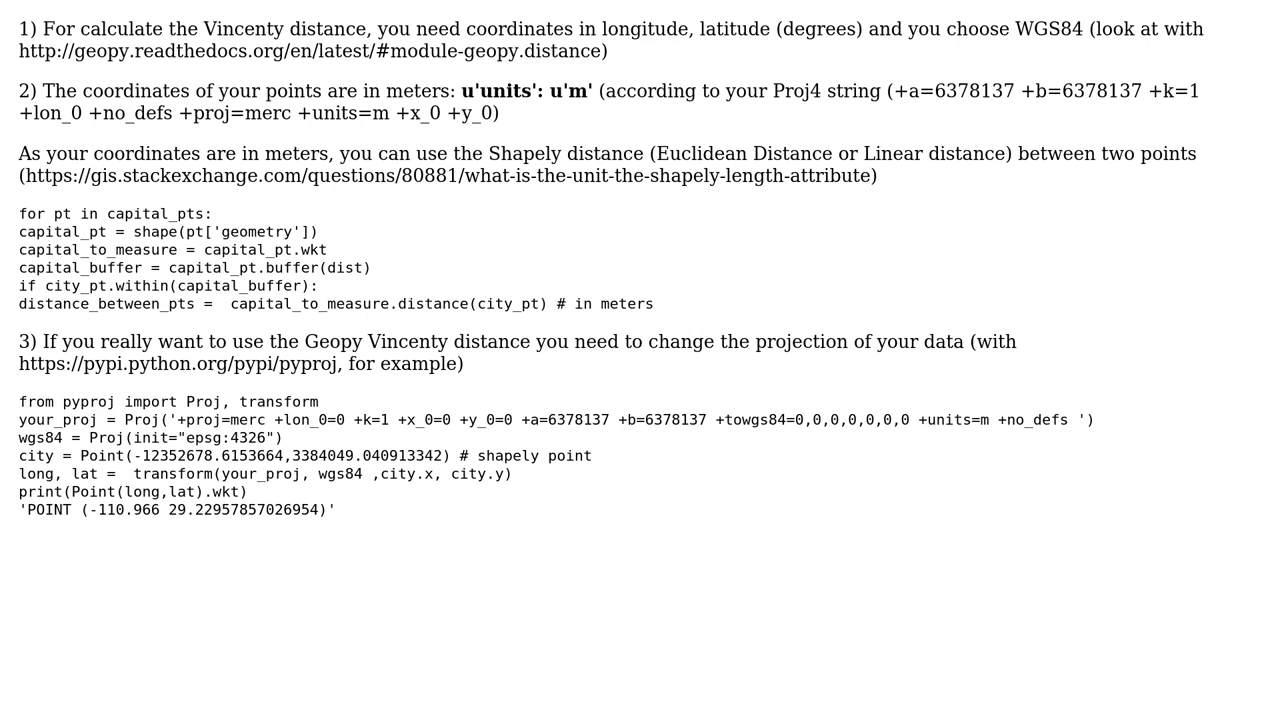 1) For calculate the Vincenty distance, you need coordinates in longitude, latitude (degrees) and you choose WGS84 (look at with
http://geopy.readthedocs.org/en/latest/#module-geopy.distance)
2) The coordinates of your points are in meters: u'units': u'm' (according to your Proj4 string (+a=6378137 +b=6378137 +k=1
+lon_0 +no_defs +proj=merc +units=m +x_0 +y_0)
As your coordinates are in meters, you can use the Shapely distance (Euclidean Distance or Linear distance) between two points
(https://gis.stackexchange.com/questions/80881/what-is-the-unit-the-shapely-length-attribute)
for pt in capital_pts:
capital_pt = shape(pt['geometry'])
capital_to_measure = capital_pt.wkt
capital_buffer = capital_pt.buffer(dist)
if city_pt.within(capital_buffer):
distance_between_pts =  capital_to_measure.distance(city_pt) # in meters
3) If you really want to use the Geopy Vincenty distance you need to change the projection of your data (with
https://pypi.python.org/pypi/pyproj, for example)
from pyproj import Proj, transform
your_proj = Proj('+proj=merc +lon_0=0 +k=1 +x_0=0 +y_0=0 +a=6378137 +b=6378137 +towgs84=0,0,0,0,0,0,0 +units=m +no_defs ')
wgs84 = Proj(init="epsg:4326")
city = Point(-12352678.6153664,3384049.040913342) # shapely point
long, lat =  transform(your_proj, wgs84 ,city.x, city.y)
print(Point(long,lat).wkt)
'POINT (-110.966 29.22957857026954)'